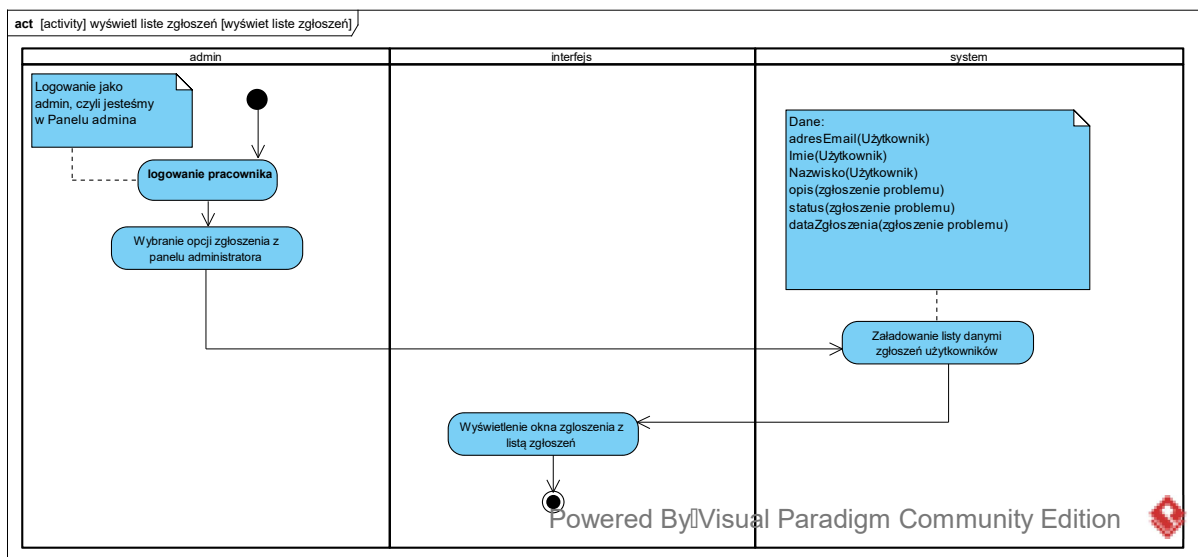 act [activity] wyświetl liste zgłoszeń [wyświet liste zgłoszeń]
admin
interfejs
system
Logowanie jako
admin, czyli jesteśmy
w Panelu admina
Dane:
adresEmail(Użytkownik)
Imie(Użytkownik)
Nazwisko(Użytkownik)
opis(zgłoszenie problemu)
status(zgłoszenie problemu)
dataZgłoszenia(zgłoszenie problemu)
logowanie pracownika
Wybranie opcji zgłoszenia z
panelu administratora
Załadowanie listy danymi
zgłoszeń użytkowników
Wyświetlenie okna zgloszenia z
listą zgłoszeń
Powered By Visual Paradigm Community Edition